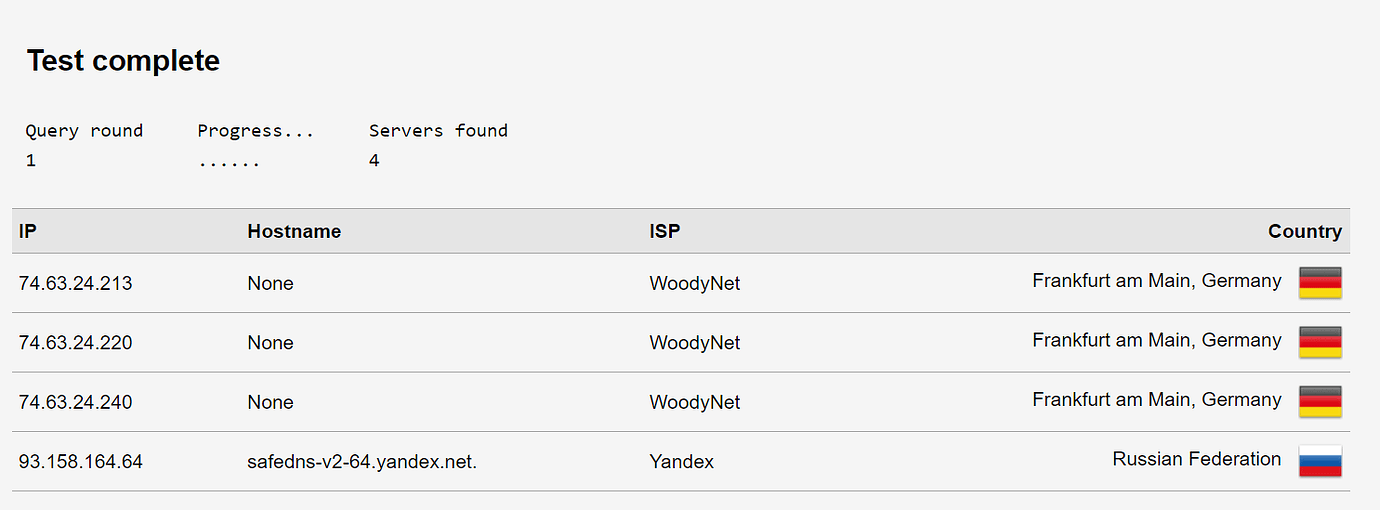 Test complete
Query round Progress... Servers found
1 ...... 4
IP Hostname ISP Country
74.63.24.213 None WoodyNet Frankfurt am Main, Germany
74.63.24.220 None WoodyNet Frankfurt am Main, Germany
74.63.24.240 None WoodyNet Frankfurt am Main, Germany
93.158.164.64 safedns-v2-64.yandex.net. Yandex Russian Federation